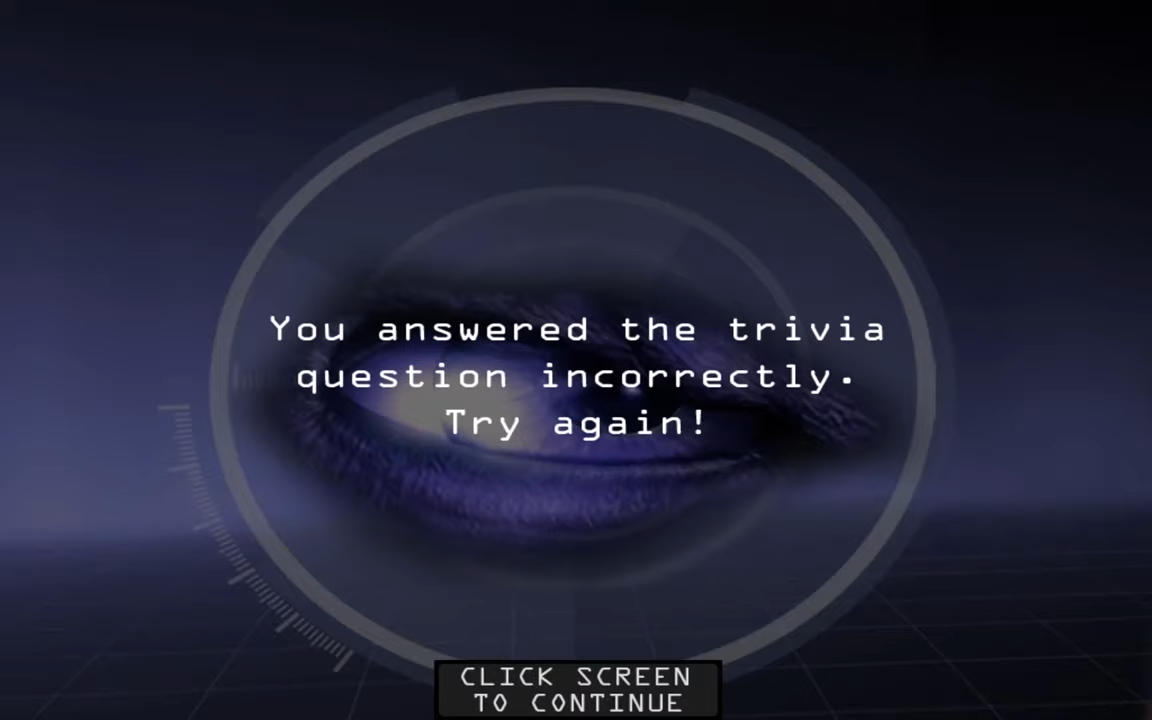 You answered the trivia
question incorrectly.
Try again!
CLICK SCREEN
TO CONTINUE